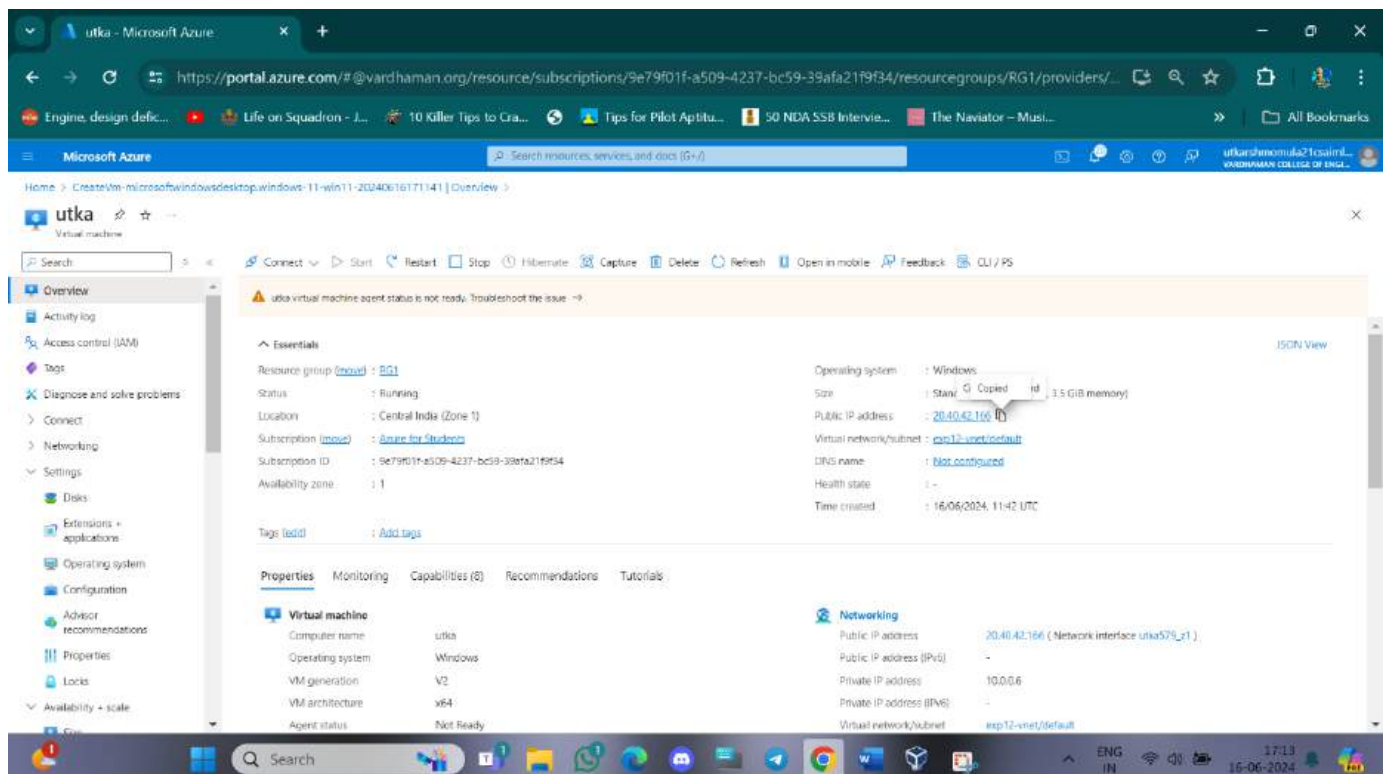 utka - Microsoft Azure
https://portal.azure.com/#@vardhaman.org/resource/subscriptions/9e79f01f-a509-4237-bc59-39afa21f9f34/resourcegroups/RG1/providers/...
Engine, design defic...
Life on Squadron - J...
10 Killer Tips to Cra...
Tips for Pilot Aptitu...
50 NDA SSB Intervie...
The Naviator – Musi...
»
All Bookmarks
Microsoft Azure
Search resources, services, and docs (G+/)
utkarshmomula21csaiml...
VARDHAMAN COLLEGE OF ENGI...
Home > CreateVm-microsoftwindowsdesktop.windows-11-win11-20240616171141 | Overview >
utka
Virtual machine
Search
Connect
Start
Restart
Stop
Hibernate
Capture
Delete
Refresh
Open in mobile
Feedback
CLI / PS
Overview
Activity log
Access control (IAM)
Tags
Diagnose and solve problems
Connect
Networking
Settings
Disks
Extensions + applications
Operating system
Configuration
Advisor recommendations
Properties
Locks
Availability + scale
Size
utka virtual machine agent status is not ready. Troubleshoot the issue →
Essentials
JSON View
Resource group (move) : RG1
Status : Running
Location : Central India (Zone 1)
Subscription (move) : Azure for Students
Subscription ID : 9e79f01f-a509-4237-bc59-39afa21f9f34
Availability zone : 1
Operating system : Windows
Size : Stan
Copied
rd
, 3.5 GiB memory)
Public IP address : 20.40.42.166
Virtual network/subnet : exp12-vnet/default
DNS name : Not configured
Health state : -
Time created : 16/06/2024, 11:42 UTC
Tags (edit) : Add tags
Properties
Monitoring
Capabilities (8)
Recommendations
Tutorials
Virtual machine
Computer name utka
Operating system Windows
VM generation V2
VM architecture x64
Agent status Not Ready
Networking
Public IP address 20.40.42.166 ( Network interface utka579_z1 )
Public IP address (IPv6) -
Private IP address 10.0.0.6
Private IP address (IPv6) -
Virtual network/subnet exp12-vnet/default
Search
ENG
IN
17:13
16-06-2024